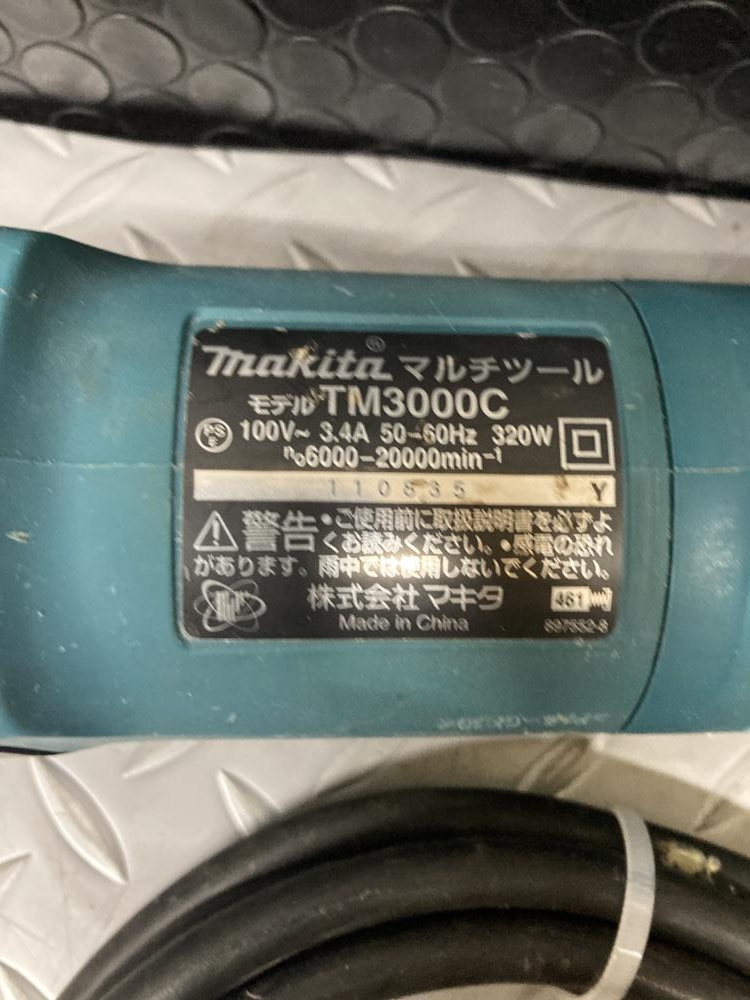 makita® マルチツール
モデル TM3000C
PS E 100V～ 3.4A 50–60Hz 320W
n₀6000–20000min⁻¹
110835 Y
警告 •ご使用前に取扱説明書を必ずよ
くお読みください。•感電の恐れ
があります。雨中では使用しないでください。
株式会社 マキタ 461
Made in China 897552-8